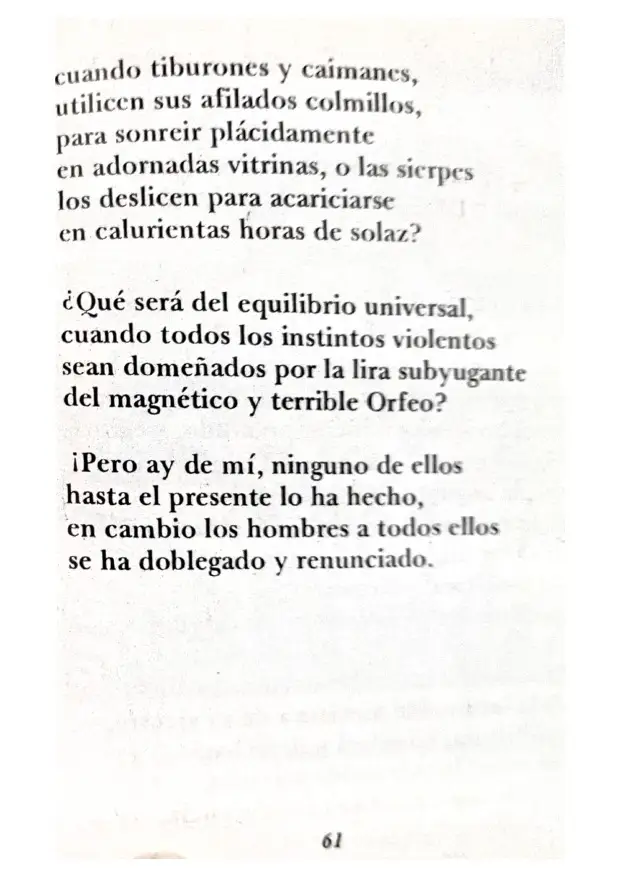 cuando tiburones y caimanes,
utilicen sus afilados colmillos,
para sonreir plácidamente
en adornadas vitrinas, o las sierpes
los deslicen para acariciarse
en calurientas horas de solaz?
¿Qué será del equilibrio universal,
cuando todos los instintos violentos
sean domeñados por la lira subyugante
del magnético y terrible Orfeo?
¡Pero ay de mí, ninguno de ellos
hasta el presente lo ha hecho,
en cambio los hombres a todos ellos
se ha doblegado y renunciado.
61